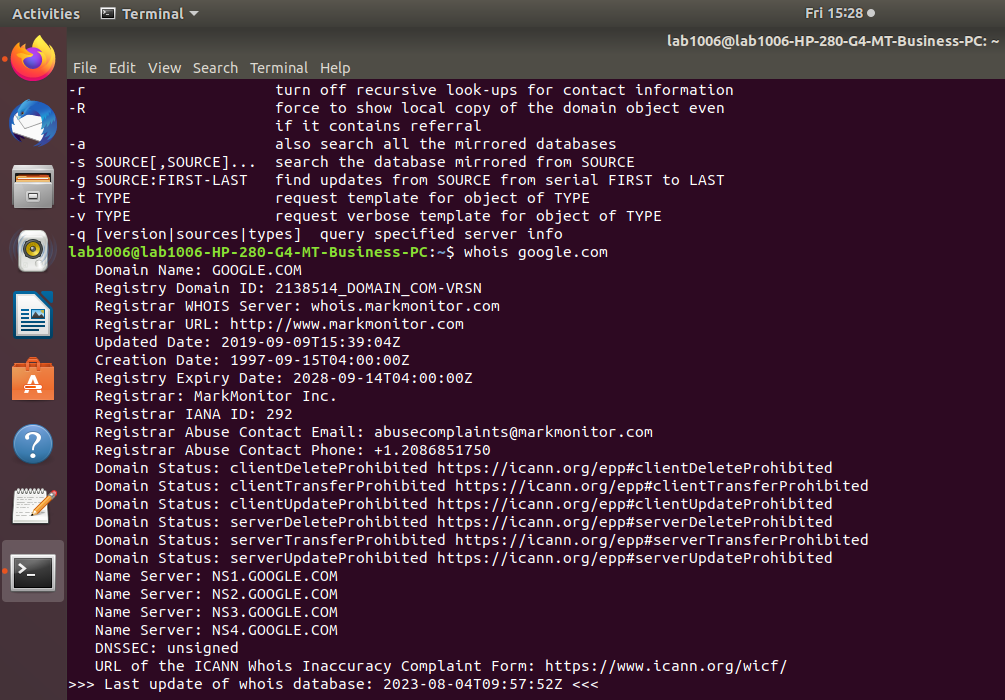 Activities Terminal Fri 15:28
lab1006@lab1006-HP-280-G4-MT-Business-PC: ~
File Edit View Search Terminal Help
-r                     turn off recursive look-ups for contact information
-R                     force to show local copy of the domain object even
                       if it contains referral
-a                     also search all the mirrored databases
-s SOURCE[,SOURCE]...  search the database mirrored from SOURCE
-g SOURCE:FIRST-LAST   find updates from SOURCE from serial FIRST to LAST
-t TYPE                request template for object of TYPE
-v TYPE                request verbose template for object of TYPE
-q [version|sources|types]  query specified server info
lab1006@lab1006-HP-280-G4-MT-Business-PC:~$ whois google.com
   Domain Name: GOOGLE.COM
   Registry Domain ID: 2138514_DOMAIN_COM-VRSN
   Registrar WHOIS Server: whois.markmonitor.com
   Registrar URL: http://www.markmonitor.com
   Updated Date: 2019-09-09T15:39:04Z
   Creation Date: 1997-09-15T04:00:00Z
   Registry Expiry Date: 2028-09-14T04:00:00Z
   Registrar: MarkMonitor Inc.
   Registrar IANA ID: 292
   Registrar Abuse Contact Email: abusecomplaints@markmonitor.com
   Registrar Abuse Contact Phone: +1.2086851750
   Domain Status: clientDeleteProhibited https://icann.org/epp#clientDeleteProhibited
   Domain Status: clientTransferProhibited https://icann.org/epp#clientTransferProhibited
   Domain Status: clientUpdateProhibited https://icann.org/epp#clientUpdateProhibited
   Domain Status: serverDeleteProhibited https://icann.org/epp#serverDeleteProhibited
   Domain Status: serverTransferProhibited https://icann.org/epp#serverTransferProhibited
   Domain Status: serverUpdateProhibited https://icann.org/epp#serverUpdateProhibited
   Name Server: NS1.GOOGLE.COM
   Name Server: NS2.GOOGLE.COM
   Name Server: NS3.GOOGLE.COM
   Name Server: NS4.GOOGLE.COM
   DNSSEC: unsigned
   URL of the ICANN Whois Inaccuracy Complaint Form: https://www.icann.org/wicf/
>>> Last update of whois database: 2023-08-04T09:57:52Z <<<